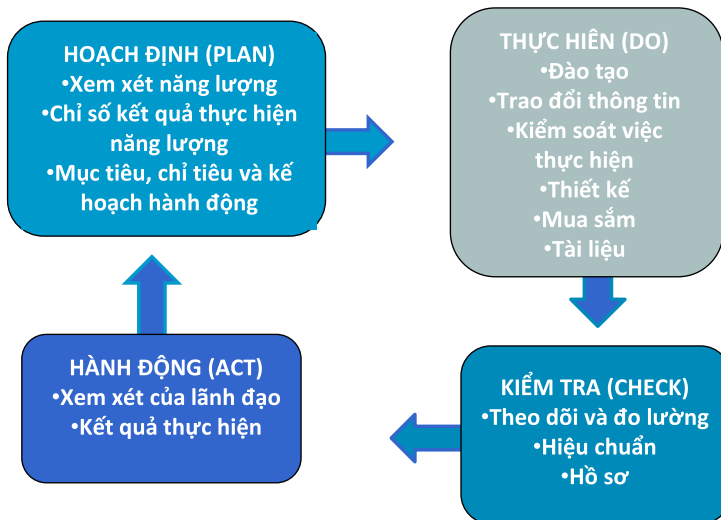 HOẠCH ĐỊNH (PLAN)
•Xem xét năng lượng
•Chỉ số kết quả thực hiện
năng lượng
•Mục tiêu, chỉ tiêu và kế
hoạch hành động
THỰC HIÊN (DO)
•Đào tạo
•Trao đổi thông tin
•Kiểm soát việc
thực hiện
•Thiết kế
•Mua sắm
•Tài liệu
HÀNH ĐỘNG (ACT)
•Xem xét của lãnh đạo
•Kết quả thực hiện
KIỂM TRA (CHECK)
•Theo dõi và đo lường
•Hiệu chuẩn
•Hồ sơ